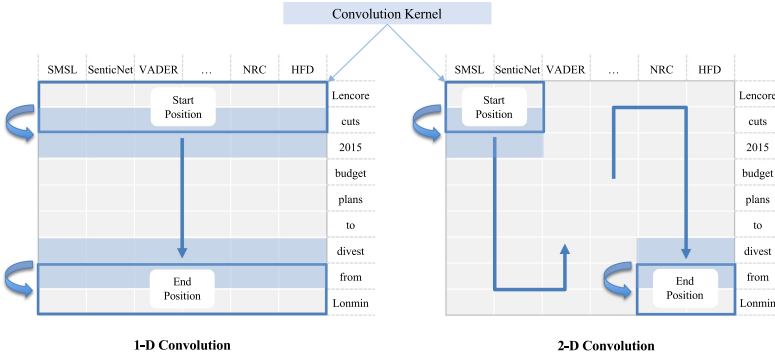 Convolution Kernel
SMSL SenticNet VADER … NRC HFD
Lencore
cuts
2015
budget
plans
to
divest
from
Lonmin
Start
Position
End
Position
1-D Convolution
SMSL SenticNet VADER … NRC HFD
Lencore
cuts
2015
budget
plans
to
divest
from
Lonmin
Start
Position
End
Position
2-D Convolution